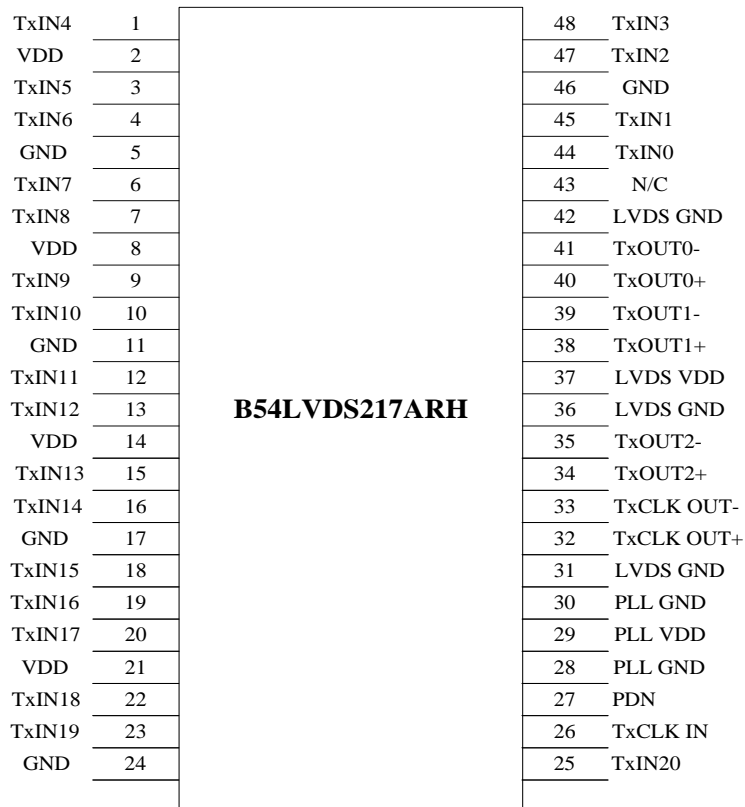 TxIN4 1 48 TxIN3
VDD 2 47 TxIN2
TxIN5 3 46 GND
TxIN6 4 45 TxIN1
GND 5 44 TxIN0
TxIN7 6 43 N/C
TxIN8 7 42 LVDS GND
VDD 8 41 TxOUT0-
TxIN9 9 40 TxOUT0+
TxIN10 10 39 TxOUT1-
GND 11 38 TxOUT1+
TxIN11 12 37 LVDS VDD
TxIN12 13 B54LVDS217ARH 36 LVDS GND
VDD 14 35 TxOUT2-
TxIN13 15 34 TxOUT2+
TxIN14 16 33 TxCLK OUT-
GND 17 32 TxCLK OUT+
TxIN15 18 31 LVDS GND
TxIN16 19 30 PLL GND
TxIN17 20 29 PLL VDD
VDD 21 28 PLL GND
TxIN18 22 27 PDN
TxIN19 23 26 TxCLK IN
GND 24 25 TxIN20